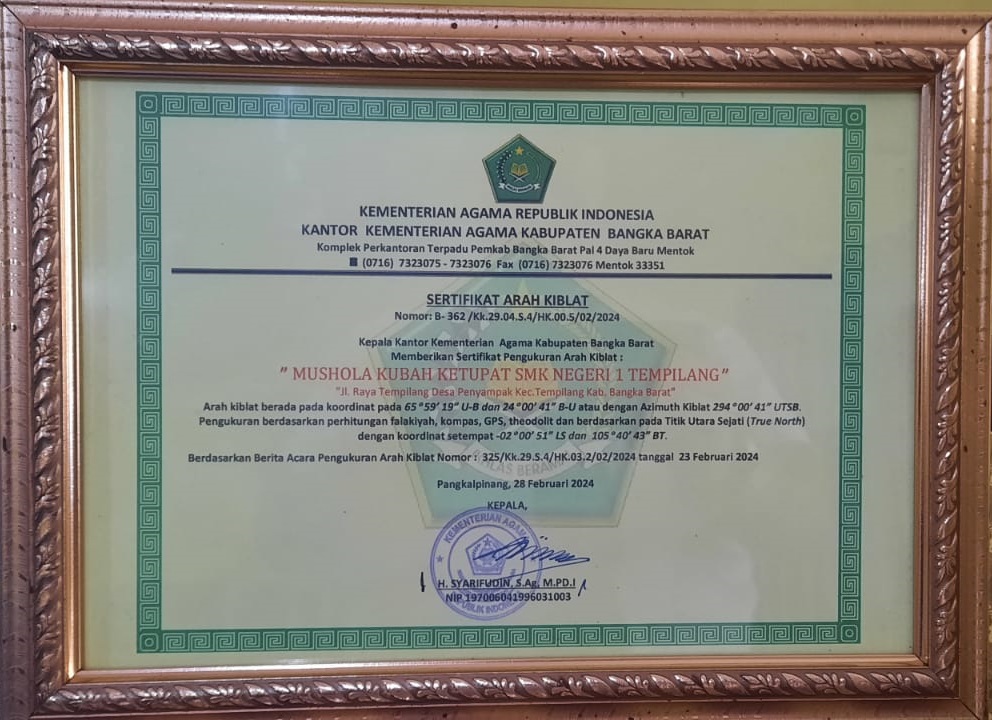 KEMENTERIAN AGAMA REPUBLIK INDONESIA
KANTOR KEMENTERIAN AGAMA KABUPATEN BANGKA BARAT
Komplek Perkantoran Terpadu Pemkab Bangka Barat Pal 4 Daya Baru Mentok
(0716) 7323075 - 7323076 Fax (0716) 7323076 Mentok 33351
SERTIFIKAT ARAH KIBLAT
Nomor: B- 362 /Kk.29.04.S.4/HK.00.5/02/2024
Kepala Kantor Kementerian Agama Kabupaten Bangka Barat
Memberikan Sertifikat Pengukuran Arah Kiblat :
" MUSHOLA KUBAH KETUPAT SMK NEGERI 1 TEMPILANG"
"Jl. Raya Tempilang Desa Penyampak Kec.Tempilang Kab. Bangka Barat"
Arah kiblat berada pada koordinat pada 65 °59' 19" U-B dan 24 °00' 41" B-U atau dengan Azimuth Kiblat 294 °00' 41" UTSB.
Pengukuran berdasarkan perhitungan falakiyah, kompas, GPS, theodolit dan berdasarkan pada Titik Utara Sejati (True North)
dengan koordinat setempat -02 °00' 51" LS dan 105 °40' 43" BT.
Berdasarkan Berita Acara Pengukuran Arah Kiblat Nomor : 325/Kk.29.S.4/HK.03.2/02/2024 tanggal 23 Februari 2024
Pangkalpinang, 28 Februari 2024
KEPALA,
KEMENTERIAN AGAMA
H. SYARIFUDIN, S.Ag, M.PD.I
NIP 197006041996031003